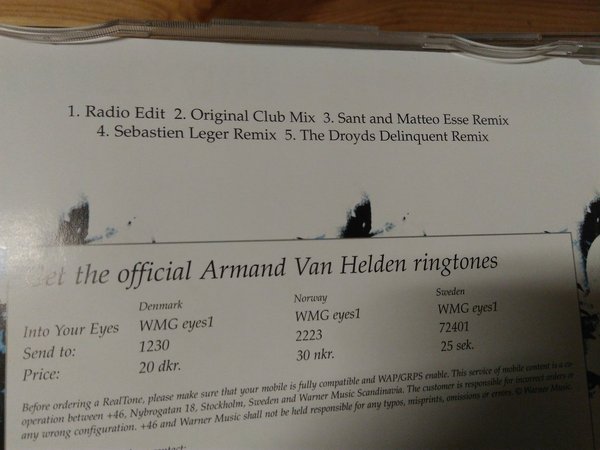 1. Radio Edit 2. Original Club Mix 3. Sant and Matteo Esse Remix
4. Sebastien Leger Remix 5. The Droyds Delinquent Remix
Get the official Armand Van Helden ringtones
Denmark Norway Sweden
Into Your Eyes WMG eyes1 WMG eyes1 WMG eyes1
Send to: 1230 2223 72401
Price: 20 dkr. 30 nkr. 25 sek.
Before ordering a RealTone, please make sure that your mobile is fully compatible and WAP/GRPS enable. This service of mobile content is a co-
operation between +46, Nybrogatan 18, Stockholm, Sweden and Warner Music Scandinavia. The customer is responsible for incorrect orders or
any wrong configuration. +46 and Warner Music shall not be held responsible for any typos, misprints, omissions or errors. © Warner Music.